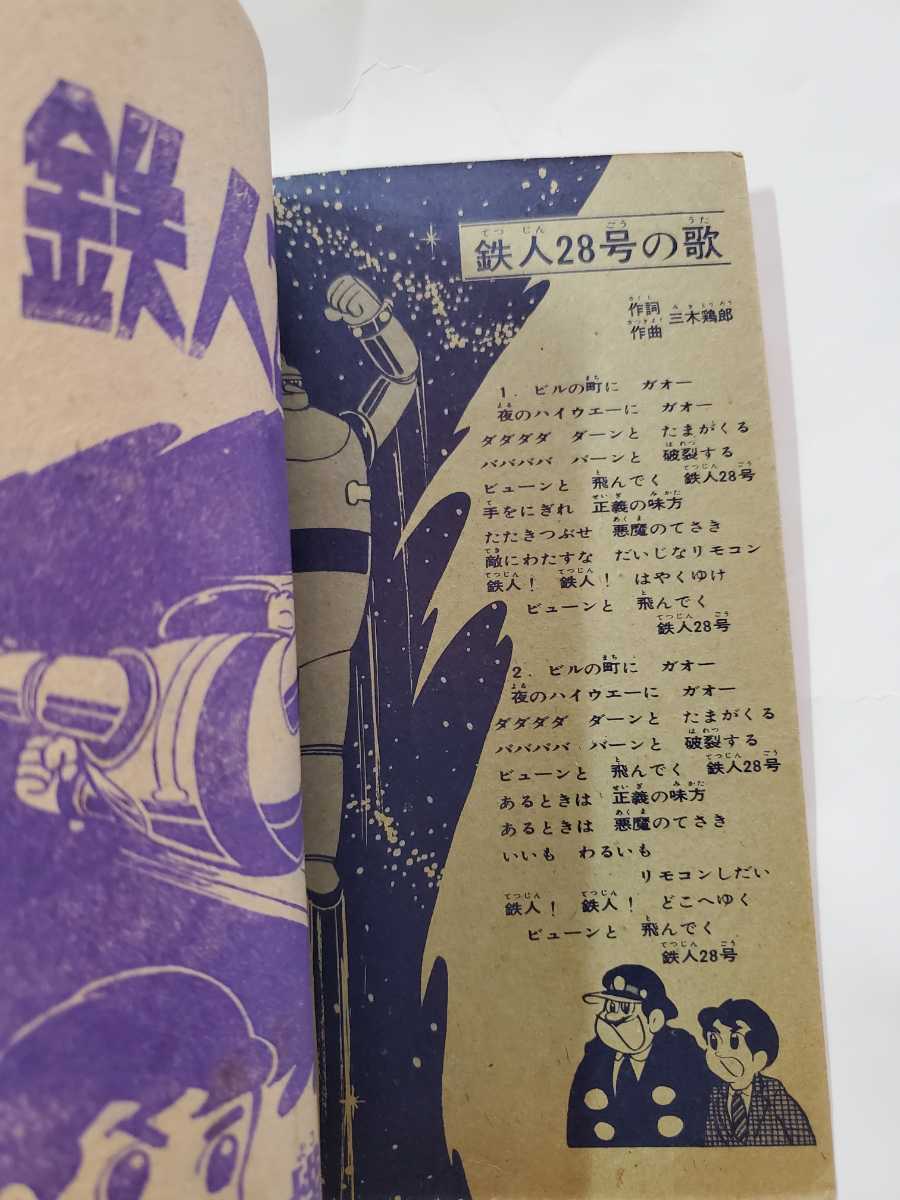 鉄人
鉄人28号の歌
作詞
作曲 三木鶏郎
1. ビルの町に ガオー
夜のハイウエーに ガオー
ダダダダ ダーンと たまがくる
バババババ バーンと 破裂する
ビューンと 飛んでく 鉄人28号
手をにぎれ 正義の味方
たたきつぶせ 悪魔のてさき
敵にわたすな だいじなリモコン
鉄人! 鉄人! はやくゆけ
ビューンと 飛んでく
鉄人28号
2. ビルの町に ガオー
夜のハイウエーに ガオー
ダダダダ ダーンと たまがくる
バババババ バーンと 破裂する
ビューンと 飛んでく 鉄人28号
あるときは 正義の味方
あるときは 悪魔のてさき
いいも わるいも
リモコンしだい
鉄人! 鉄人! どこへゆく
ビューンと 飛んでく
鉄人28号